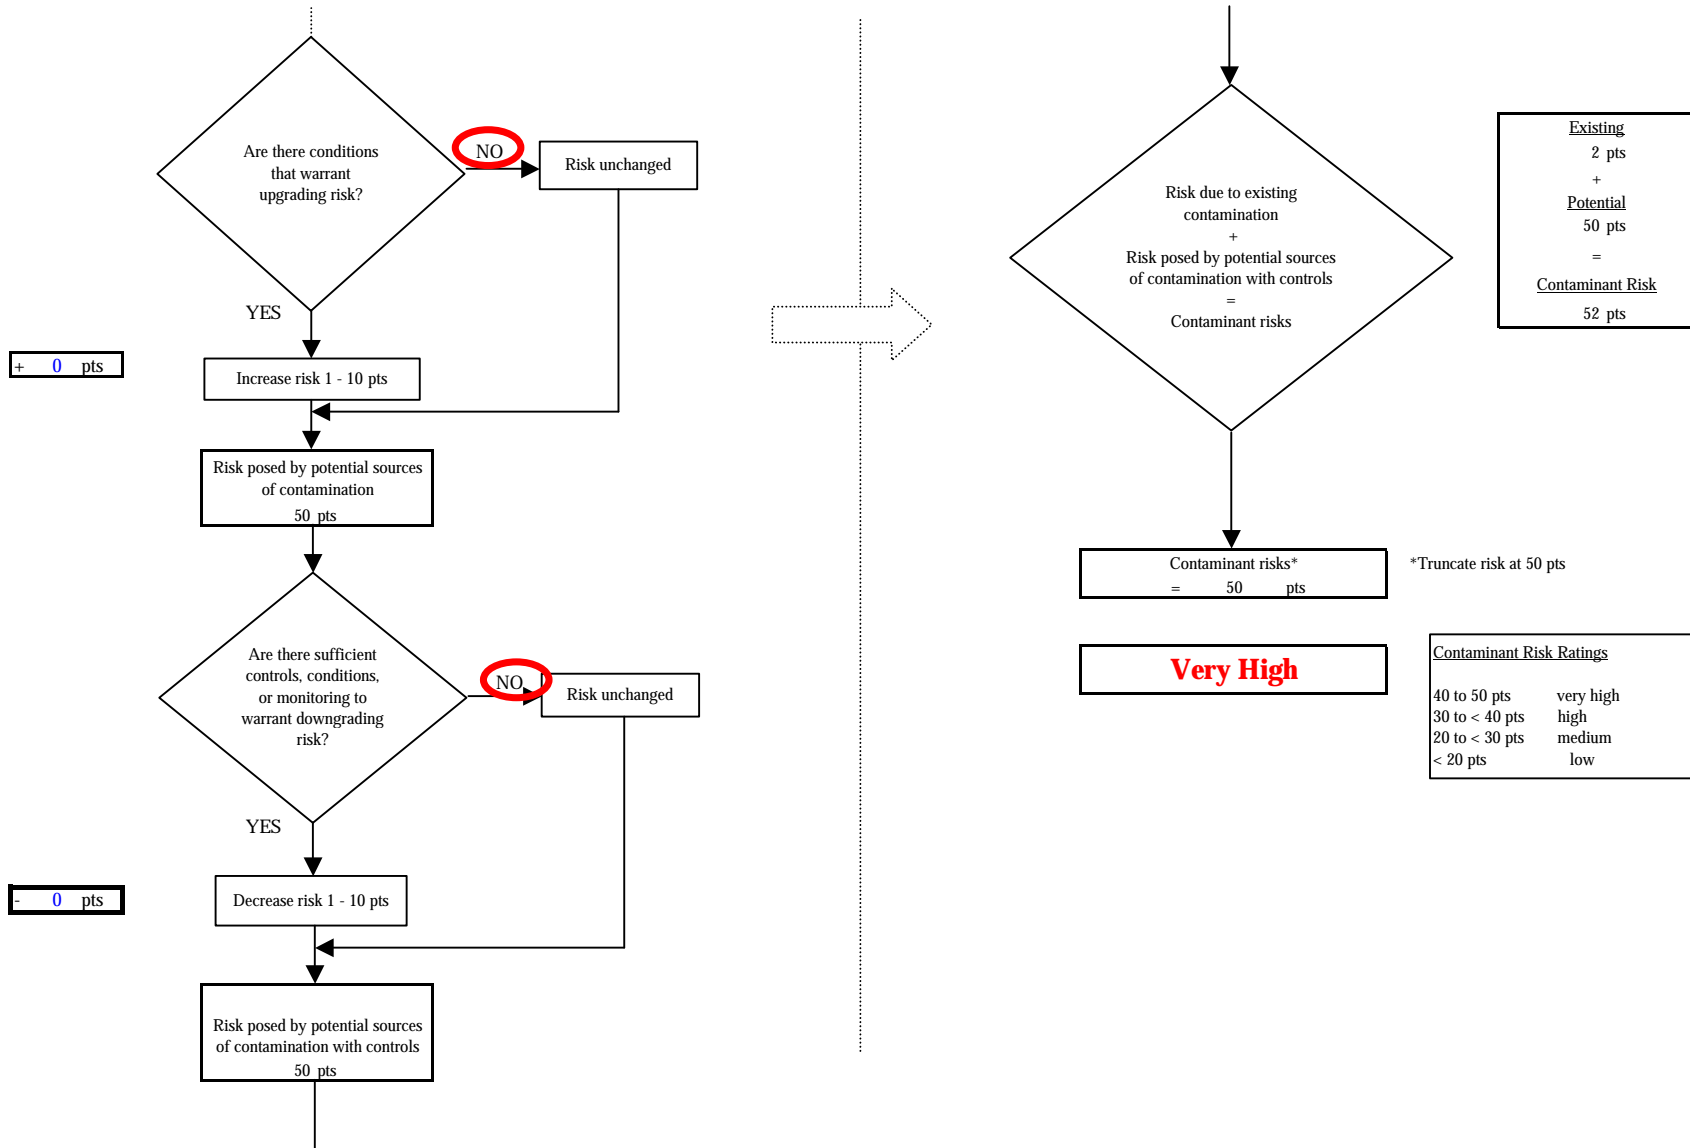 Are there conditions
that warrant
upgrading risk?
NO
Risk unchanged
YES
+ 0 pts
Increase risk 1 - 10 pts
Risk posed by potential sources
of contamination
50 pts
Are there sufficient
controls, conditions,
or monitoring to
warrant downgrading
risk?
NO
Risk unchanged
YES
- 0 pts
Decrease risk 1 - 10 pts
Risk posed by potential sources
of contamination with controls
50 pts
Risk due to existing
contamination
+
Risk posed by potential sources
of contamination with controls
=
Contaminant risks
Existing
2 pts
+
Potential
50 pts
=
Contaminant Risk
52 pts
Contaminant risks*
= 50 pts
*Truncate risk at 50 pts
Very High
Contaminant Risk Ratings
40 to 50 pts very high
30 to < 40 pts high
20 to < 30 pts medium
< 20 pts low